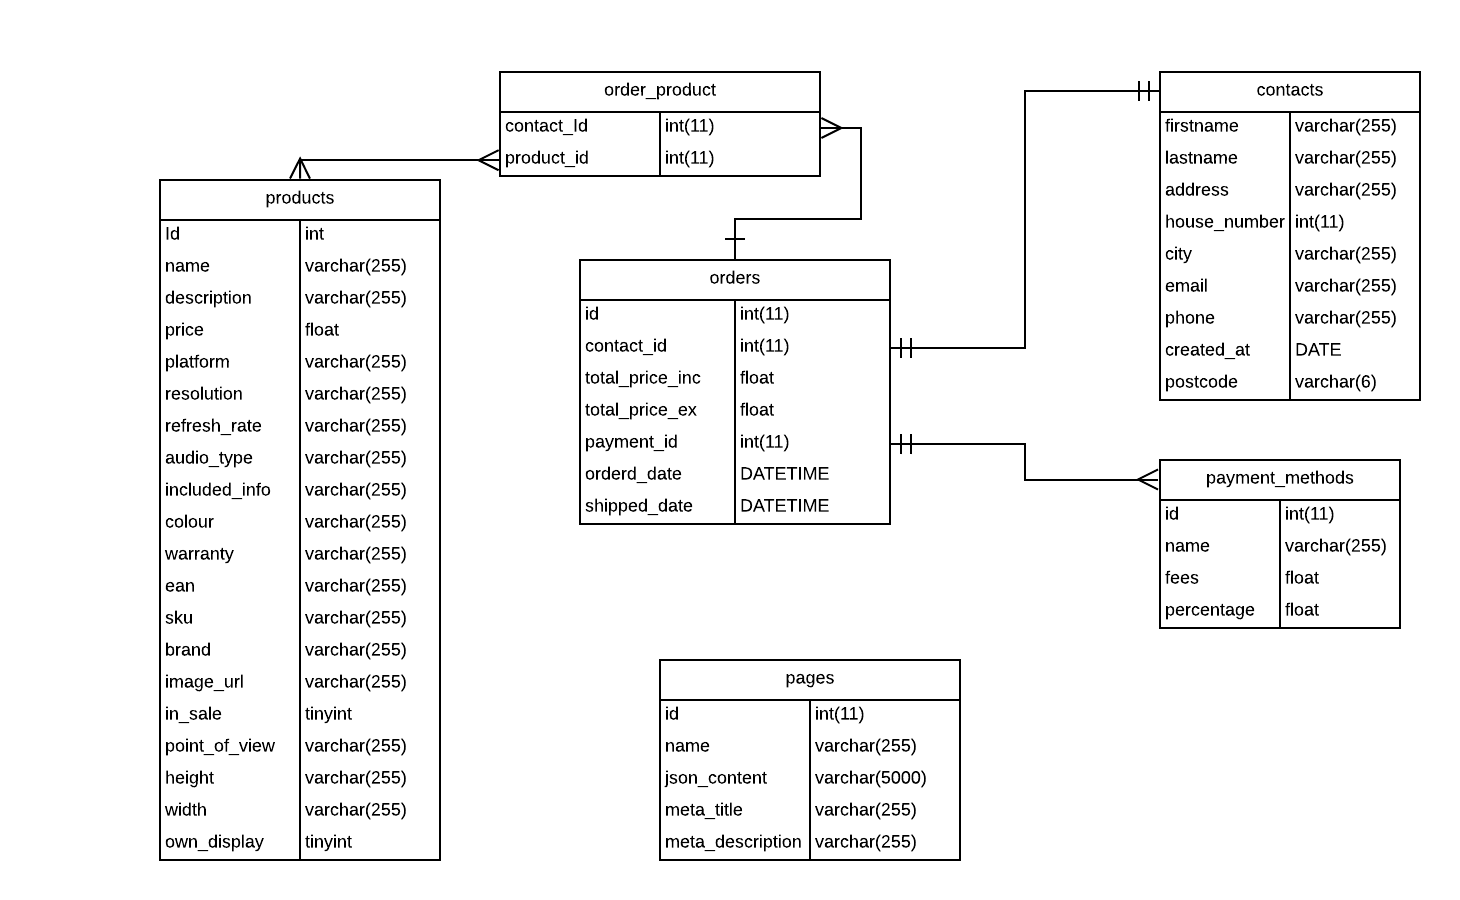 order_product
contact_Id int(11)
product_id int(11)
contacts
firstname varchar(255)
lastname varchar(255)
address varchar(255)
house_number int(11)
city varchar(255)
email varchar(255)
phone varchar(255)
created_at DATE
postcode varchar(6)
products
Id int
name varchar(255)
description varchar(255)
price float
platform varchar(255)
resolution varchar(255)
refresh_rate varchar(255)
audio_type varchar(255)
included_info varchar(255)
colour varchar(255)
warranty varchar(255)
ean varchar(255)
sku varchar(255)
brand varchar(255)
image_url varchar(255)
in_sale tinyint
point_of_view varchar(255)
height varchar(255)
width varchar(255)
own_display tinyint
orders
id int(11)
contact_id int(11)
total_price_inc float
total_price_ex float
payment_id int(11)
orderd_date DATETIME
shipped_date DATETIME
payment_methods
id int(11)
name varchar(255)
fees float
percentage float
pages
id int(11)
name varchar(255)
json_content varchar(5000)
meta_title varchar(255)
meta_description varchar(255)